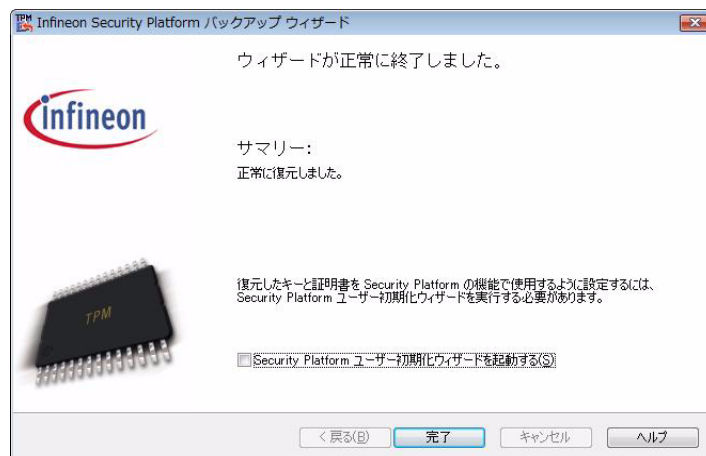 TPM
Infineon Security Platform バックアップ ウィザード
ウィザードが正常に終了しました。
infineon
サマリー:
正常に復元しました。
復元したキーと証明書を Security Platform の機能で使用するように設定するには、
Security Platform ユーザー初期化ウィザードを実行する必要があります。
TPM
Security Platform ユーザー初期化ウィザードを起動する(S)
< 戻る(B)
完了
キャンセル
ヘルプ